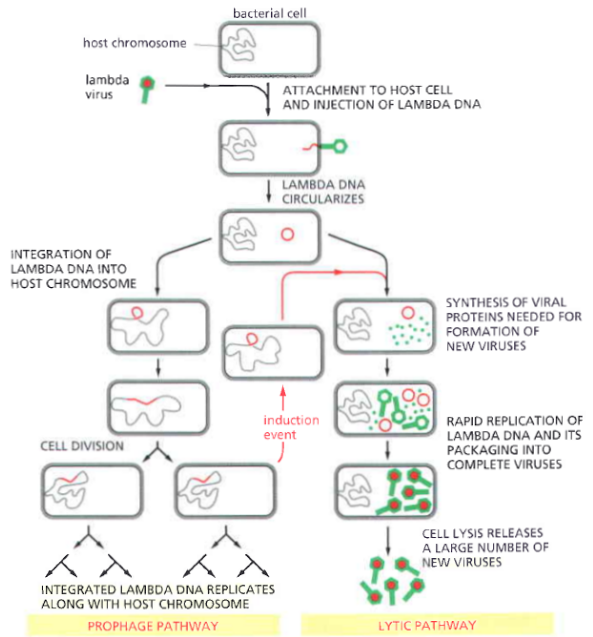 bacterial cell
host chromosome
lambda
virus
ATTACHMENT TO HOST CELL
AND INJECTION OF LAMBDA DNA
LAMBDA DNA
CIRCULARIZES
INTEGRATION OF
LAMBDA DNA INTO
HOST CHROMOSOME
SYNTHESIS OF VIRAL
PROTEINS NEEDED FOR
FORMATION OF
NEW VIRUSES
induction
event
RAPID REPLICATION OF
LAMBDA DNA AND ITS
PACKAGING INTO
COMPLETE VIRUSES
CELL DIVISION
CELL LYSIS RELEASES
A LARGE NUMBER OF
NEW VIRUSES
INTEGRATED LAMBDA DNA REPLICATES
ALONG WITH HOST CHROMOSOME
PROPHAGE PATHWAY
LYTIC PATHWAY